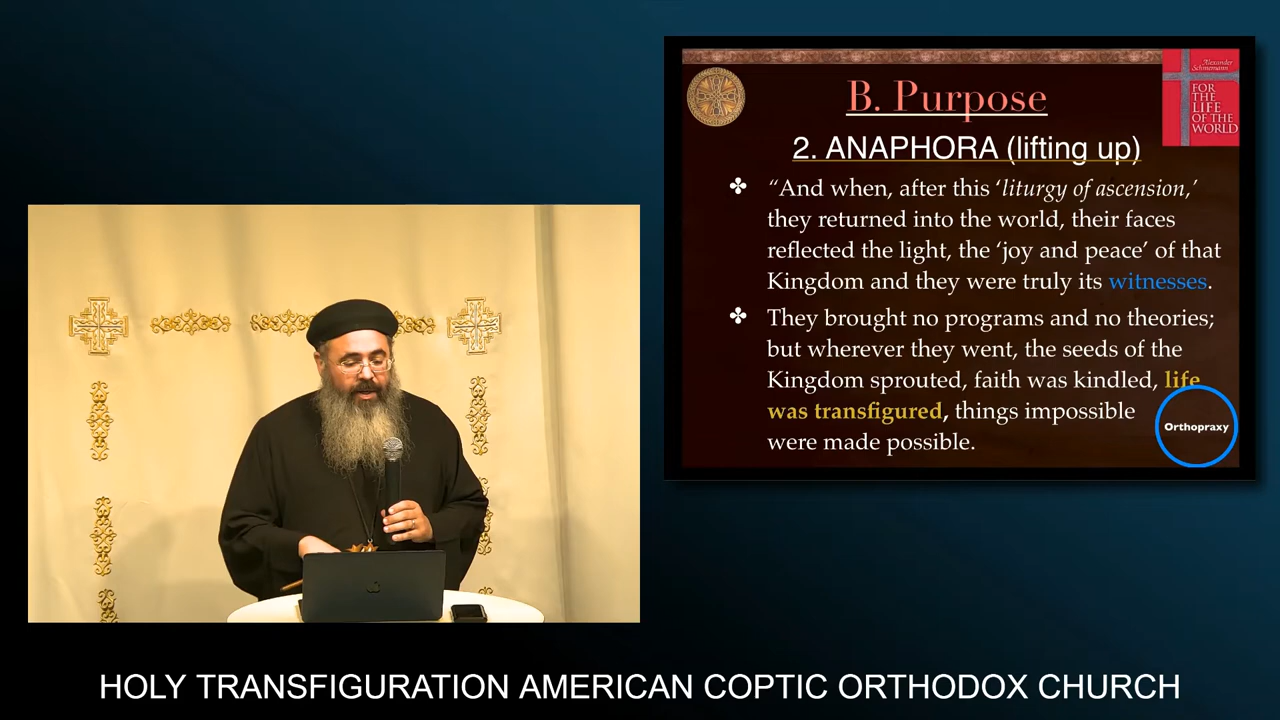 B. Purpose
Alexander
Schmemann
FOR
THE
LIFE
OF THE
WORLD
2. ANAPHORA (lifting up)
“And when, after this ‘liturgy of ascension,’
they returned into the world, their faces
reflected the light, the ‘joy and peace’ of that
Kingdom and they were truly its witnesses.
They brought no programs and no theories;
but wherever they went, the seeds of the
Kingdom sprouted, faith was kindled, life
was transfigured, things impossible
were made possible.
Orthopraxy
HOLY TRANSFIGURATION AMERICAN COPTIC ORTHODOX CHURCH